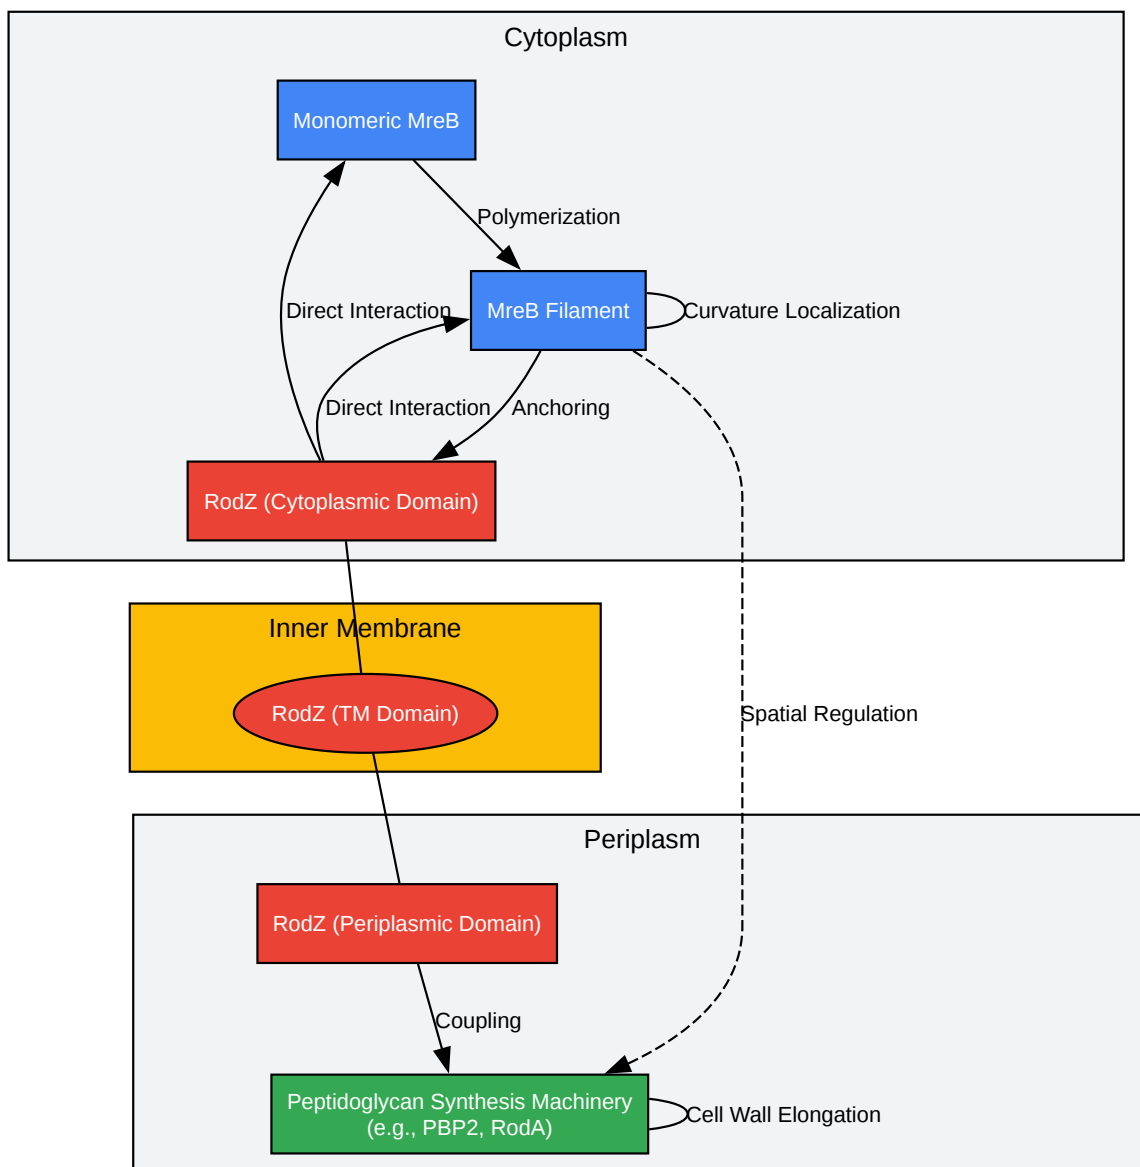 Cytoplasm
Monomeric MreB
Polymerization
Direct Interaction
MreB Filament
Curvature Localization
Direct Interaction
Anchoring
RodZ (Cytoplasmic Domain)
Inner Membrane
RodZ (TM Domain)
Spatial Regulation
Periplasm
RodZ (Periplasmic Domain)
Coupling
Peptidoglycan Synthesis Machinery
(e.g., PBP2, RodA)
Cell Wall Elongation